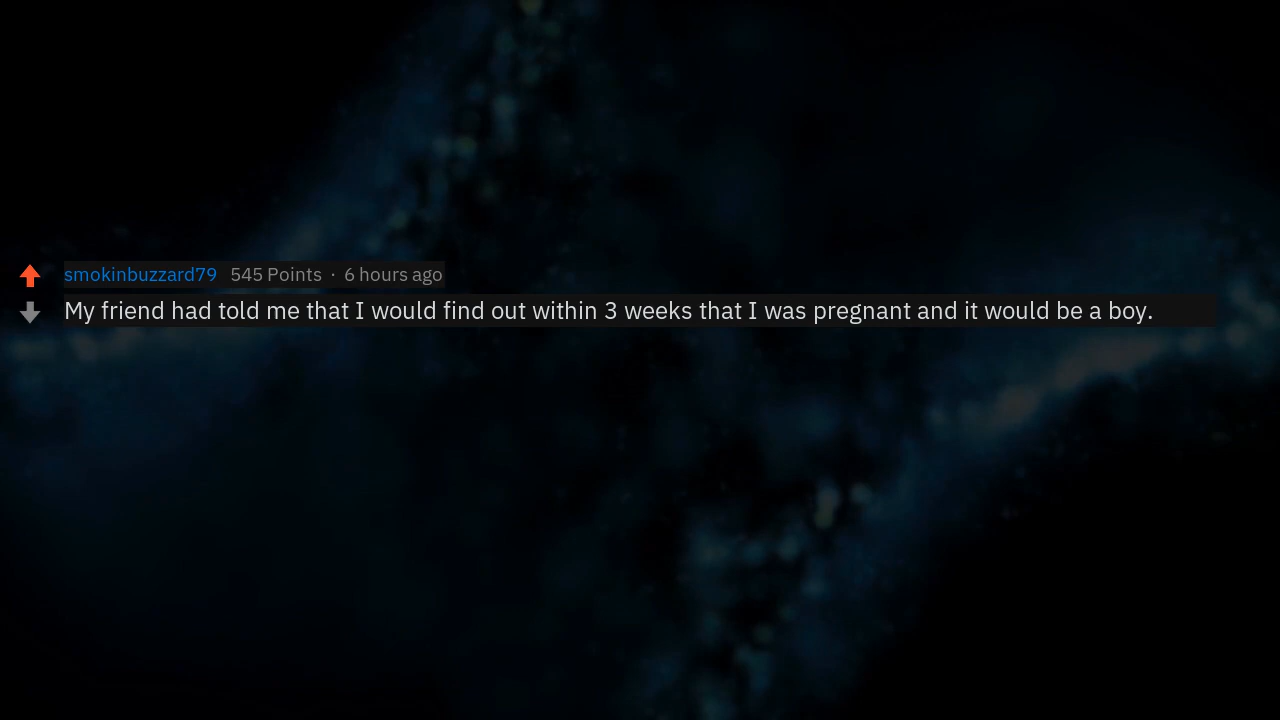 smokinbuzzard79 545 Points · 6 hours ago
My friend had told me that I would find out within 3 weeks that I was pregnant and it would be a boy.